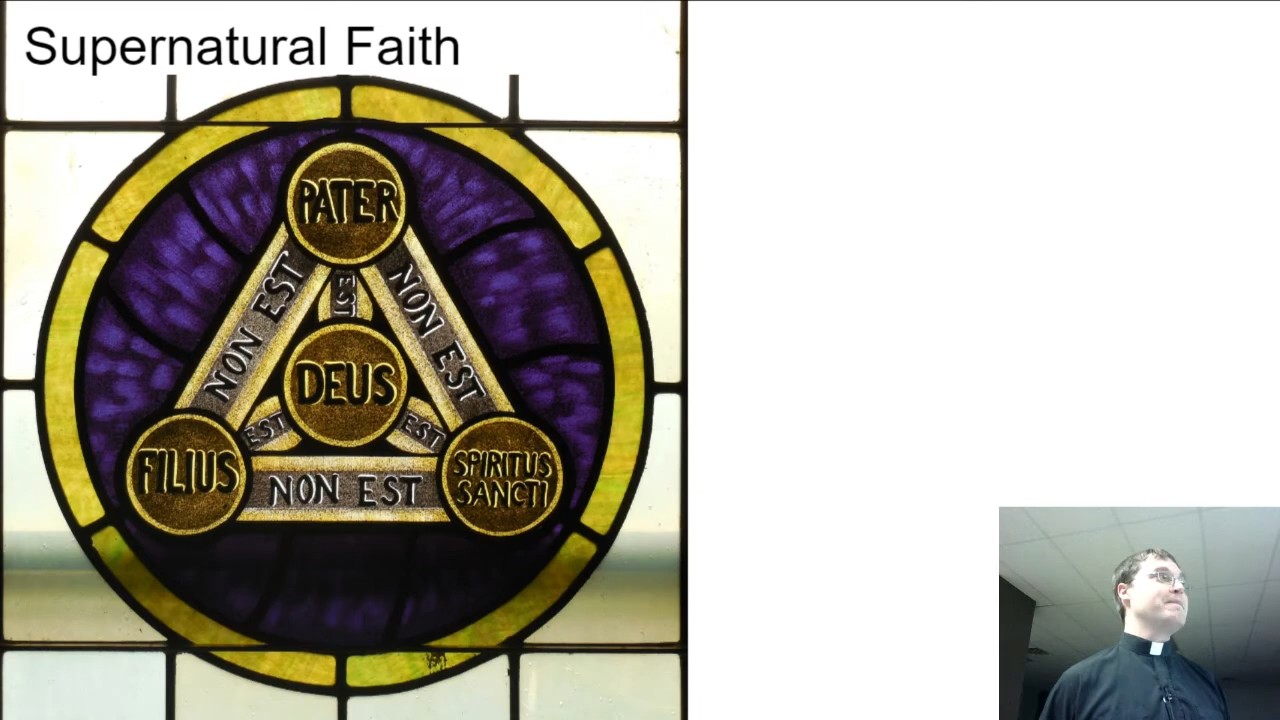 Supernatural Faith
PATER
NON EST
NON EST
EST
DEUS
EST
EST
FILIUS
NON EST
SPIRITUS
SANCTI